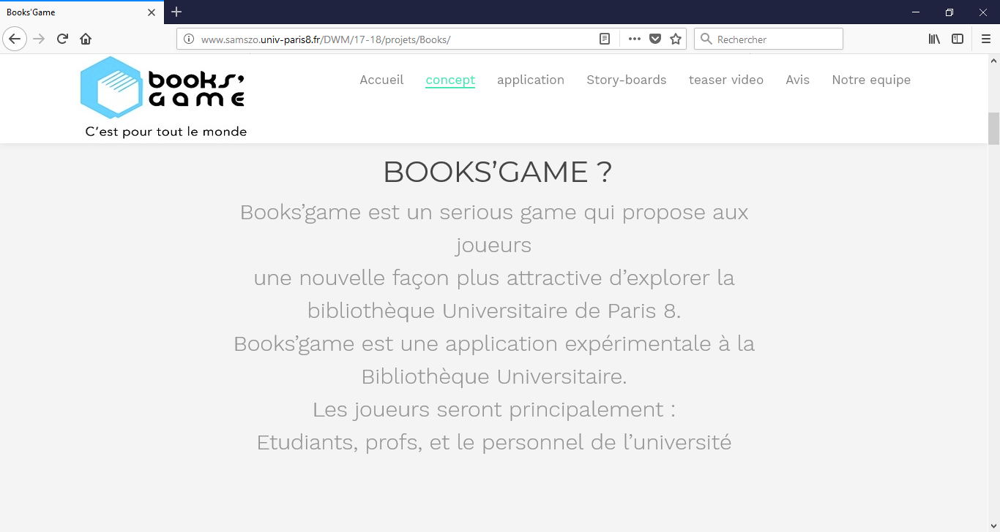 Books'Game
www.samszo.univ-paris8.fr/DWM/17-18/projets/Books/
Rechercher
books'
game
C'est pour tout le monde
Accueil concept application Story-boards teaser video Avis Notre equipe
BOOKS'GAME ?
Books'game est un serious game qui propose aux
joueurs
une nouvelle façon plus attractive d'explorer la
bibliothèque Universitaire de Paris 8.
Books'game est une application expérimentale à la
Bibliothèque Universitaire.
Les joueurs seront principalement :
Etudiants, profs, et le personnel de l'université